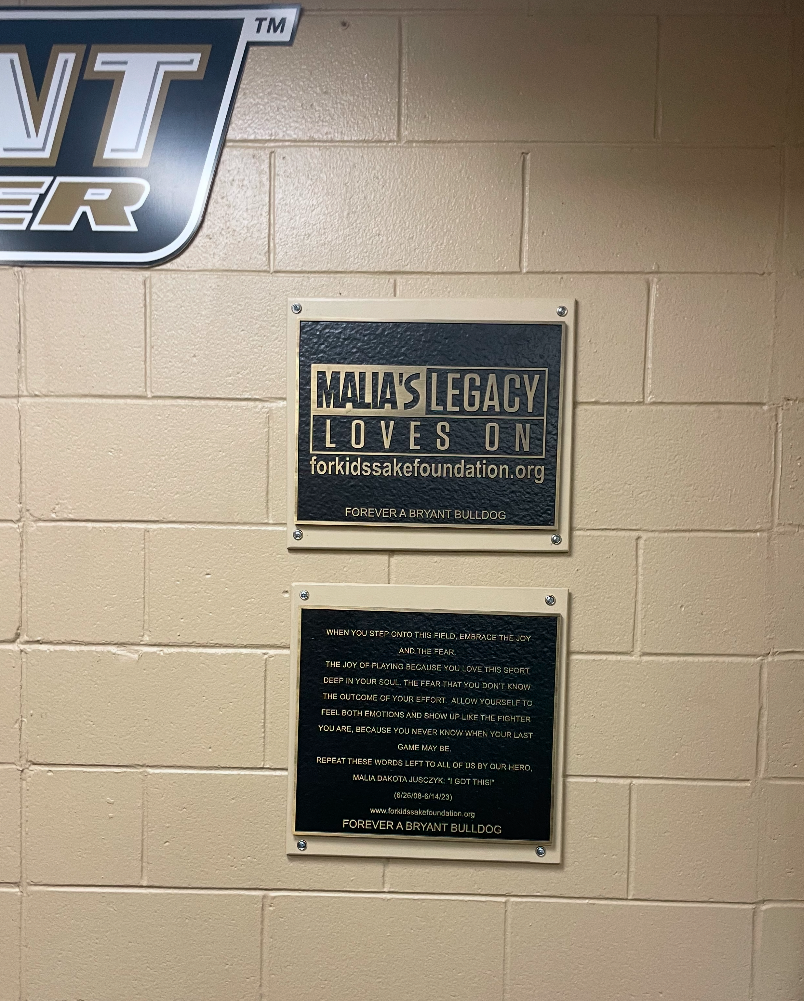 NT
TM
ER
MALIA'S LEGACY
LOVES ON
forkidssakefoundation.org
FOREVER A BRYANT BULLDOG
WHEN YOU STEP ONTO THIS FIELD, EMBRACE THE JOY
AND THE FEAR.
THE JOY OF PLAYING BECAUSE YOU LOVE THIS SPORT
DEEP IN YOUR SOUL. THE FEAR THAT YOU DON'T KNOW
THE OUTCOME OF YOUR EFFORT. ALLOW YOURSELF TO
FEEL BOTH EMOTIONS AND SHOW UP LIKE THE FIGHTER
YOU ARE, BECAUSE YOU NEVER KNOW WHEN YOUR LAST
GAME MAY BE.
REPEAT THESE WORDS LEFT TO ALL OF US BY OUR HERO,
MALIA DAKOTA JUSCZYK: "I GOT THIS!"
(6/26/08-6/14/23)
www.forkidssakefoundation.org
FOREVER A BRYANT BULLDOG